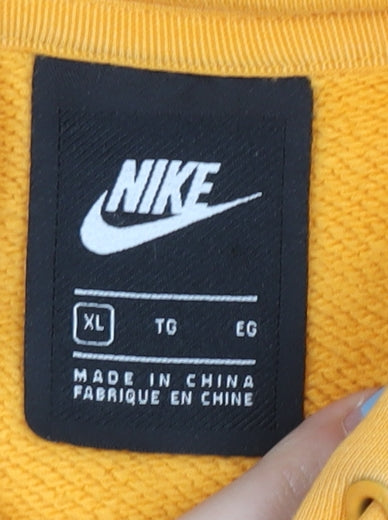 NIKE
XL TG EG
MADE IN CHINA
FABRIQUE EN CHINE